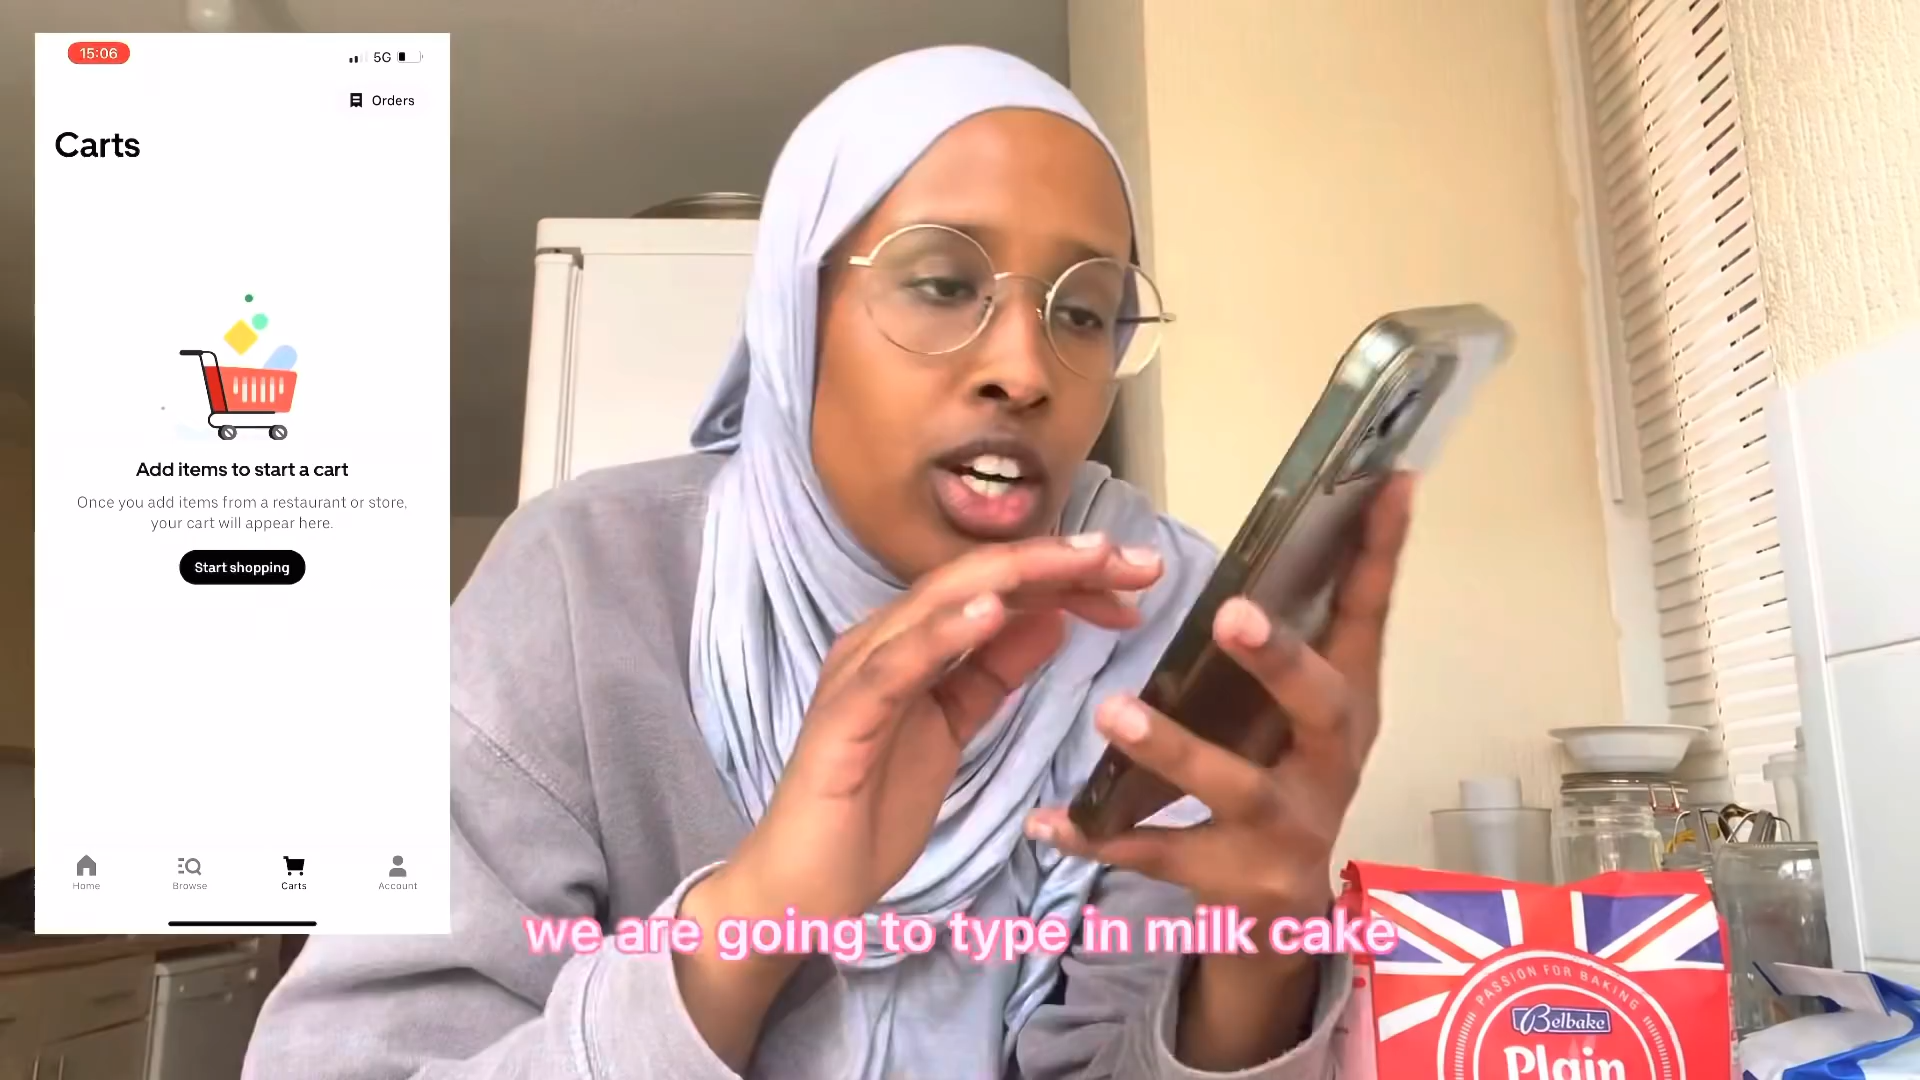 15:06
5G
Orders
Carts
Add items to start a cart
Once you add items from a restaurant or store,
your cart will appear here.
Start shopping
Home
Browse
Carts
Account
we are going to type in milk cake
PASSION FOR BAKING
Belbake
Plain